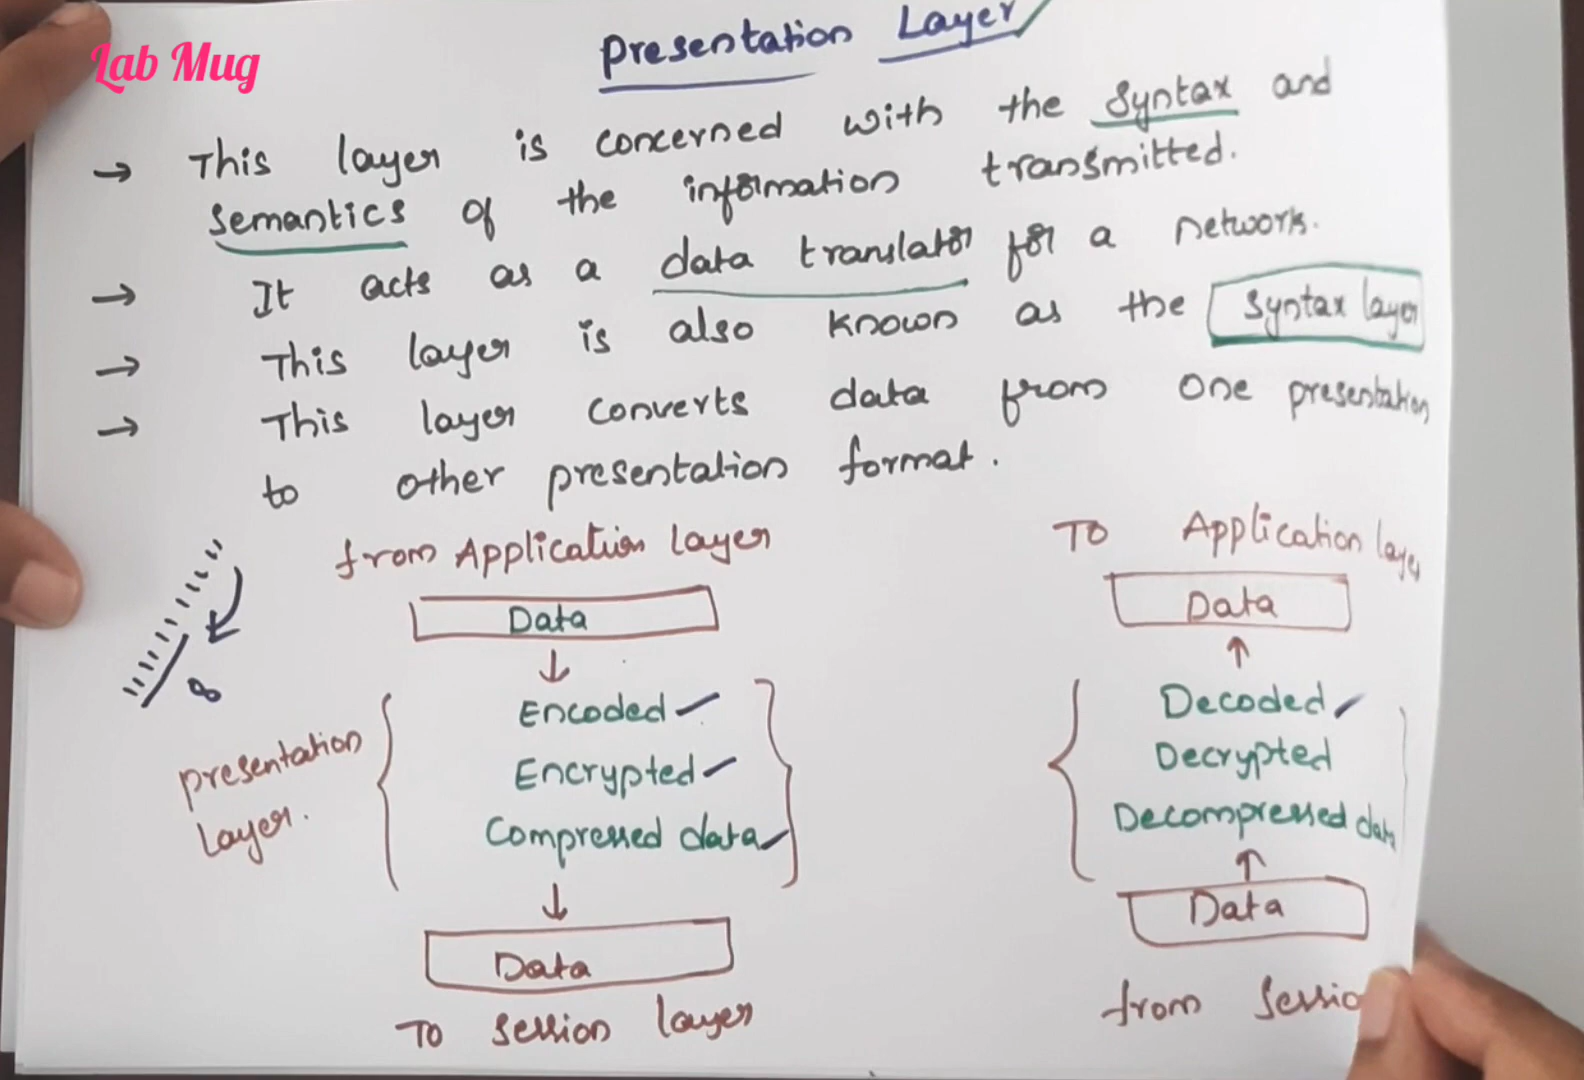 Lab Mug
Presentation Layer
→ This layer is concerned with the syntax and
semantics of the information transmitted.
→ It acts as a data translator for a network.
→ This layer is also known as the syntax layer
→ This layer converts data from one presentation
to other presentation format.
from Application layer
Data
↓
Encoded
Encrypted
Compressed data
↓
Data
To session layer
Presentation
Layer.
8
To Application layer
Data
↑
Decoded
Decrypted
Decompressed data
↑
Data
from Sessio